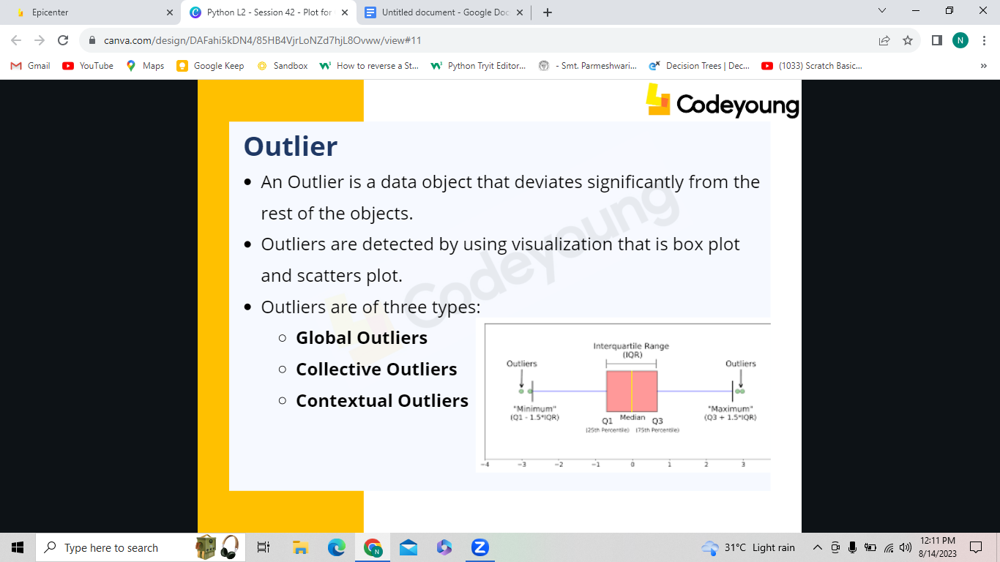 Epicenter
Python L2 - Session 42 - Plot for
Untitled document - Google Doc
canva.com/design/DAFahi5kDN4/85HB4VjrLoNZd7hjL8Ovww/view#11
N
Gmail
YouTube
Maps
Google Keep
Sandbox
How to reverse a St...
Python Tryit Editor...
- Smt. Parmeshwari...
Decision Trees | Dec...
(1033) Scratch Basic...
»
Codeyoung
Outlier
• An Outlier is a data object that deviates significantly from the
rest of the objects.
• Outliers are detected by using visualization that is box plot
and scatters plot.
• Outliers are of three types:
○ Global Outliers
○ Collective Outliers
○ Contextual Outliers
Codeyoung
Interquartile Range
(IQR)
Outliers
Outliers
"Minimum"
(Q1 - 1.5*IQR)
"Maximum"
(Q3 + 1.5*IQR)
Q1
Median
Q3
(25th Percentile)
(75th Percentile)
-4 -3 -2 -1 0 1 2 3
Type here to search
N
Z
31°C Light rain
12:11 PM
8/14/2023